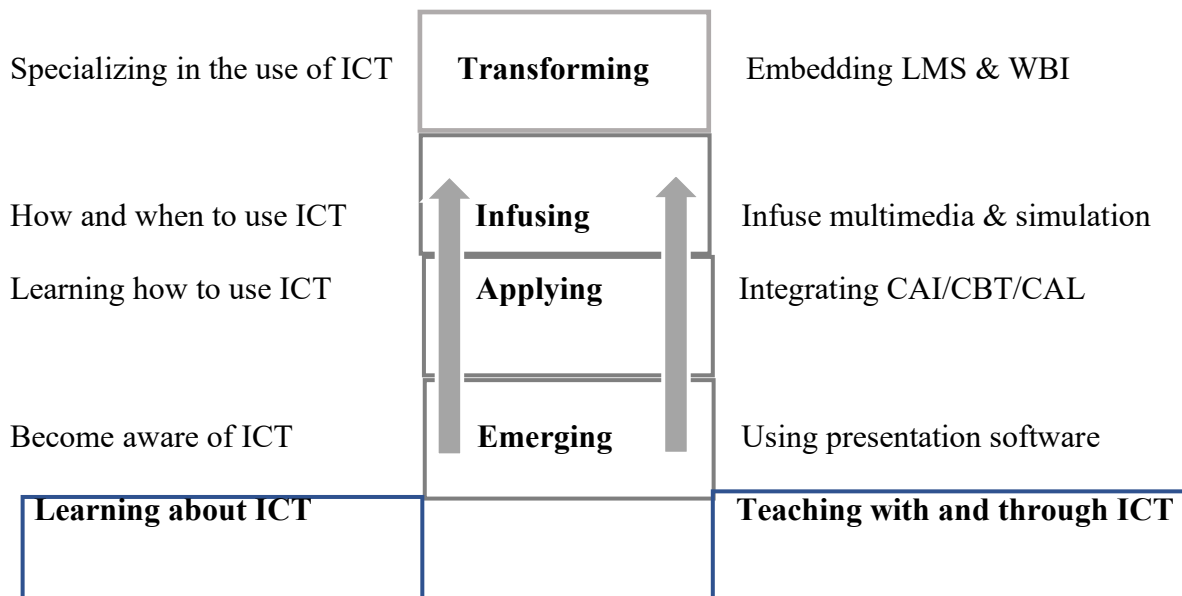 Specializing in the use of ICT Transforming Embedding LMS & WBI
How and when to use ICT Infusing Infuse multimedia & simulation
Learning how to use ICT Applying Integrating CAI/CBT/CAL
Become aware of ICT Emerging Using presentation software
Learning about ICT Teaching with and through ICT